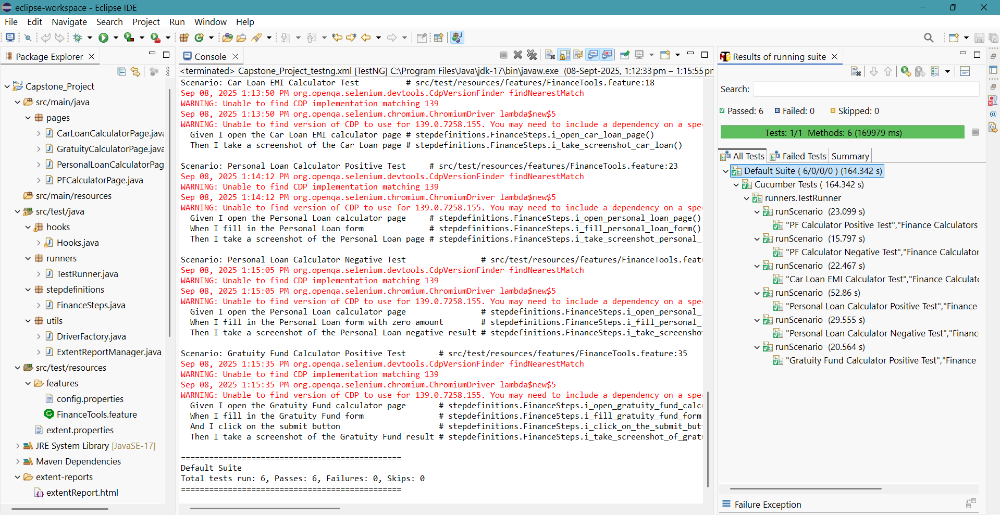 eclipse-workspace - Eclipse IDE
File Edit Navigate Search Project Run Window Help
Package Explorer
Capstone_Project
src/main/java
pages
CarLoanCalculatorPage.java
GratuityCalculatorPage.java
PersonalLoanCalculatorPag
PFCalculatorPage.java
src/main/resources
src/test/java
hooks
Hooks.java
runners
TestRunner.java
stepdefinitions
FinanceSteps.java
utils
DriverFactory.java
ExtentReportManager.java
src/test/resources
features
config.properties
FinanceTools.feature
extent.properties
JRE System Library [JavaSE-17]
Maven Dependencies
extent-reports
extentReport.html
Console
<terminated> Capstone_Project_testng.xml [TestNG] C:\Program Files\Java\jdk-17\bin\javaw.exe (08-Sept-2025, 1:12:33 pm – 1:15:55 pm
Scenario: Car Loan EMI Calculator Test # src/test/resources/features/FinanceTools.feature:18
Sep 08, 2025 1:13:50 PM org.openqa.selenium.devtools.CdpVersionFinder findNearestMatch
WARNING: Unable to find CDP implementation matching 139
Sep 08, 2025 1:13:50 PM org.openqa.selenium.chromium.ChromiumDriver lambda$new$5
WARNING: Unable to find version of CDP to use for 139.0.7258.155. You may need to include a dependency on a spe
Given I open the Car Loan EMI calculator page # stepdefinitions.FinanceSteps.i_open_car_loan_page()
Then I take a screenshot of the Car Loan page # stepdefinitions.FinanceSteps.i_take_screenshot_car_loan()
Scenario: Personal Loan Calculator Positive Test # src/test/resources/features/FinanceTools.feature:23
Sep 08, 2025 1:14:12 PM org.openqa.selenium.devtools.CdpVersionFinder findNearestMatch
WARNING: Unable to find CDP implementation matching 139
Sep 08, 2025 1:14:12 PM org.openqa.selenium.chromium.ChromiumDriver lambda$new$5
WARNING: Unable to find version of CDP to use for 139.0.7258.155. You may need to include a dependency on a spe
Given I open the Personal Loan calculator page # stepdefinitions.FinanceSteps.i_open_personal_loan_page()
When I fill in the Personal Loan form # stepdefinitions.FinanceSteps.i_fill_personal_loan_form()
Then I take a screenshot of the Personal Loan page # stepdefinitions.FinanceSteps.i_take_screenshot_personal_
Scenario: Personal Loan Calculator Negative Test # src/test/resources/features/FinanceTools.feat
Sep 08, 2025 1:15:05 PM org.openqa.selenium.devtools.CdpVersionFinder findNearestMatch
WARNING: Unable to find CDP implementation matching 139
Sep 08, 2025 1:15:05 PM org.openqa.selenium.chromium.ChromiumDriver lambda$new$5
WARNING: Unable to find version of CDP to use for 139.0.7258.155. You may need to include a dependency on a spe
Given I open the Personal Loan calculator page # stepdefinitions.FinanceSteps.i_open_personal_
When I fill in the Personal Loan form with zero amount # stepdefinitions.FinanceSteps.i_fill_personal_
Then I take a screenshot of the Personal Loan negative result # stepdefinitions.FinanceSteps.i_take_screensho
Scenario: Gratuity Fund Calculator Positive Test # src/test/resources/features/FinanceTools.feature:35
Sep 08, 2025 1:15:35 PM org.openqa.selenium.devtools.CdpVersionFinder findNearestMatch
WARNING: Unable to find CDP implementation matching 139
Sep 08, 2025 1:15:35 PM org.openqa.selenium.chromium.ChromiumDriver lambda$new$5
WARNING: Unable to find version of CDP to use for 139.0.7258.155. You may need to include a dependency on a spe
Given I open the Gratuity Fund calculator page # stepdefinitions.FinanceSteps.i_open_gratuity_fund_calc
When I fill in the Gratuity Fund form # stepdefinitions.FinanceSteps.i_fill_gratuity_fund_form
And I click on the submit button # stepdefinitions.FinanceSteps.i_click_on_the_submit_but
Then I take a screenshot of the Gratuity Fund result # stepdefinitions.FinanceSteps.i_take_screenshot_of_grat
===============================================
Default Suite
Total tests run: 6, Passes: 6, Failures: 0, Skips: 0
===============================================
Results of running suite
Search:
Passed: 6 Failed: 0 Skipped: 0
Tests: 1/1 Methods: 6 (169979 ms)
All Tests Failed Tests Summary
Default Suite ( 6/0/0/0 ) (164.342 s)
Cucumber Tests ( 164.342 s)
runners.TestRunner
runScenario (23.099 s)
"PF Calculator Positive Test","Finance Calculators
runScenario (15.797 s)
"PF Calculator Negative Test","Finance Calculator
runScenario (22.467 s)
"Car Loan EMI Calculator Test","Finance Calculat
runScenario (52.86 s)
"Personal Loan Calculator Positive Test","Finance
runScenario (29.555 s)
"Personal Loan Calculator Negative Test","Financ
runScenario (20.564 s)
"Gratuity Fund Calculator Positive Test","Finance
Failure Exception